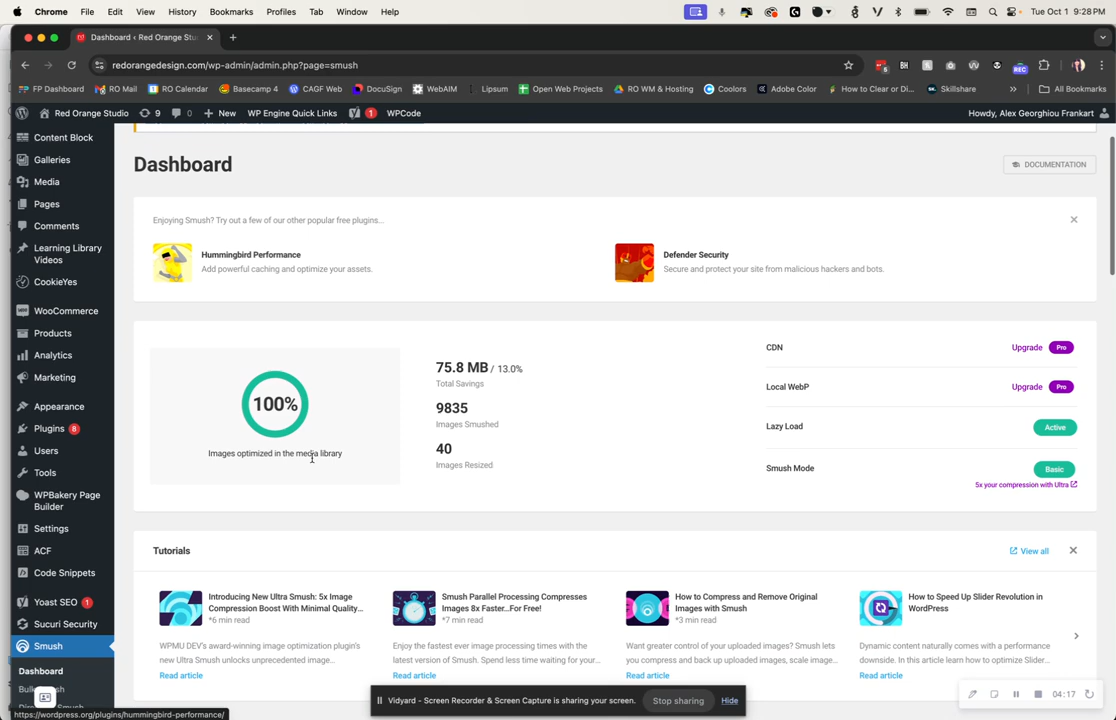 Chrome File Edit View History Bookmarks Profiles Tab Window Help Tue Oct 1 9:28 PM
Dashboard ‹ Red Orange Stu
redorangedesign.com/wp-admin/admin.php?page=smush
FP Dashboard RO Mail RO Calendar Basecamp 4 CAGF Web DocuSign WebAIM Lipsum Open Web Projects RO WM & Hosting Coolors Adobe Color How to Clear or Di... Skillshare » All Bookmarks
Red Orange Studio 9 0 + New WP Engine Quick Links 1 WPCode Howdy, Alex Georghiou Frankart
Content Block
Galleries
Media
Pages
Comments
Learning Library
Videos
CookieYes
WooCommerce
Products
Analytics
Marketing
Appearance
Plugins 8
Users
Tools
WPBakery Page
Builder
Settings
ACF
Code Snippets
Yoast SEO 1
Sucuri Security
Smush
Dashboard
Dashboard
DOCUMENTATION
Enjoying Smush? Try out a few of our other popular free plugins...
Hummingbird Performance
Add powerful caching and optimize your assets.
Defender Security
Secure and protect your site from malicious hackers and bots.
100%
Images optimized in the media library
75.8 MB / 13.0%
Total Savings
9835
Images Smushed
40
Images Resized
CDN Upgrade Pro
Local WebP Upgrade Pro
Lazy Load Active
Smush Mode Basic
5x your compression with Ultra
Tutorials View all
Introducing New Ultra Smush: 5x Image
Compression Boost With Minimal Quality...
*6 min read
WPMU DEV's award-winning image optimization plugin's
new Ultra Smush unlocks unprecedented image...
Read article
Smush Parallel Processing Compresses
Images 8x Faster...For Free!
*7 min read
Enjoy the fastest ever image processing times with the
latest version of Smush. Spend less time waiting for your...
Read article
How to Compress and Remove Original
Images with Smush
*3 min read
Want greater control of your uploaded images? Smush lets
you compress and back up uploaded images, scale image...
Read article
How to Speed Up Slider Revolution in
WordPress
*6 min read
Dynamic content naturally comes with a performance
downside. In this article learn how to optimize Slider...
Read article
Vidyard - Screen Recorder & Screen Capture is sharing your screen. Stop sharing Hide
04:17
https://wordpress.org/plugins/hummingbird-performance/